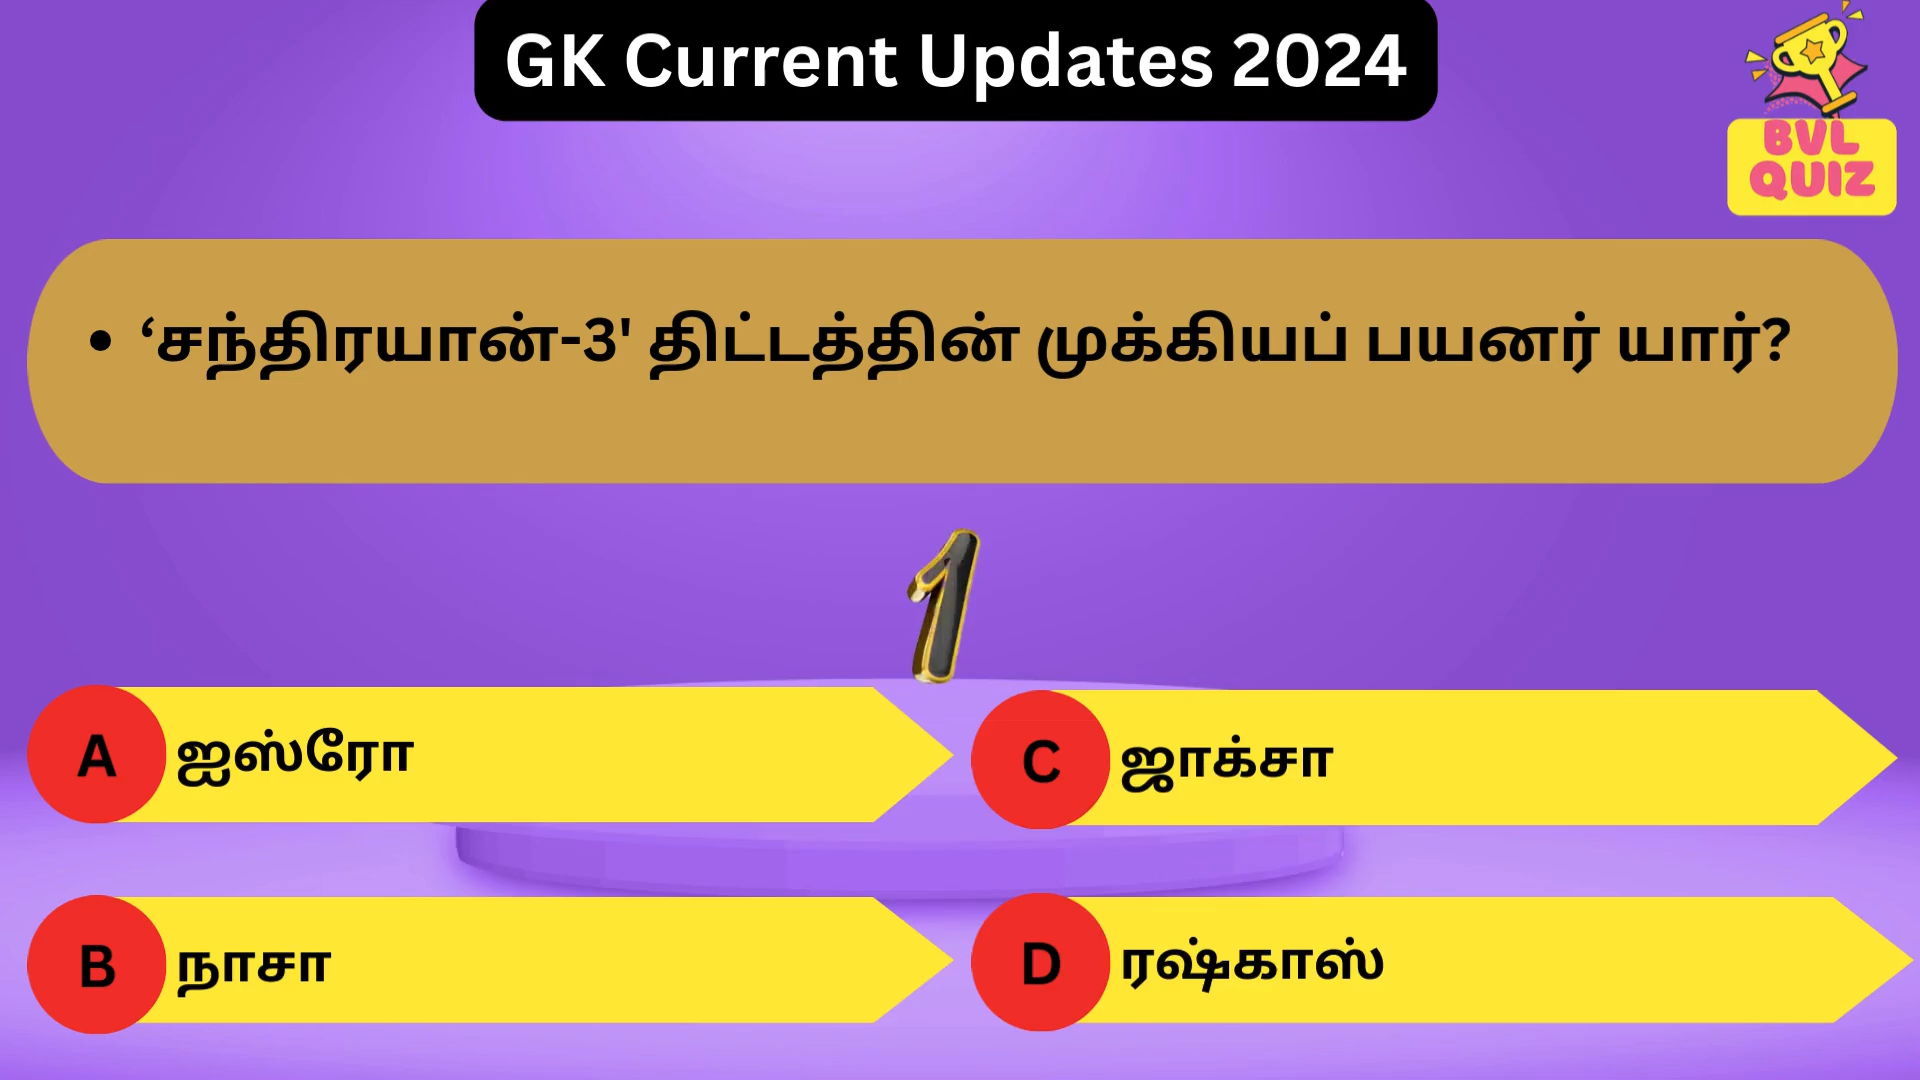 GK Current Updates 2024
BVL
QUIZ
• ‘சந்திரயான்-3' திட்டத்தின் முக்கியப் பயனர் யார்?
1
A ஐஸ்ரோ
C ஜாக்சா
B நாசா
D ரஷ்காஸ்